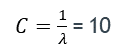 C = 1/λ = 10